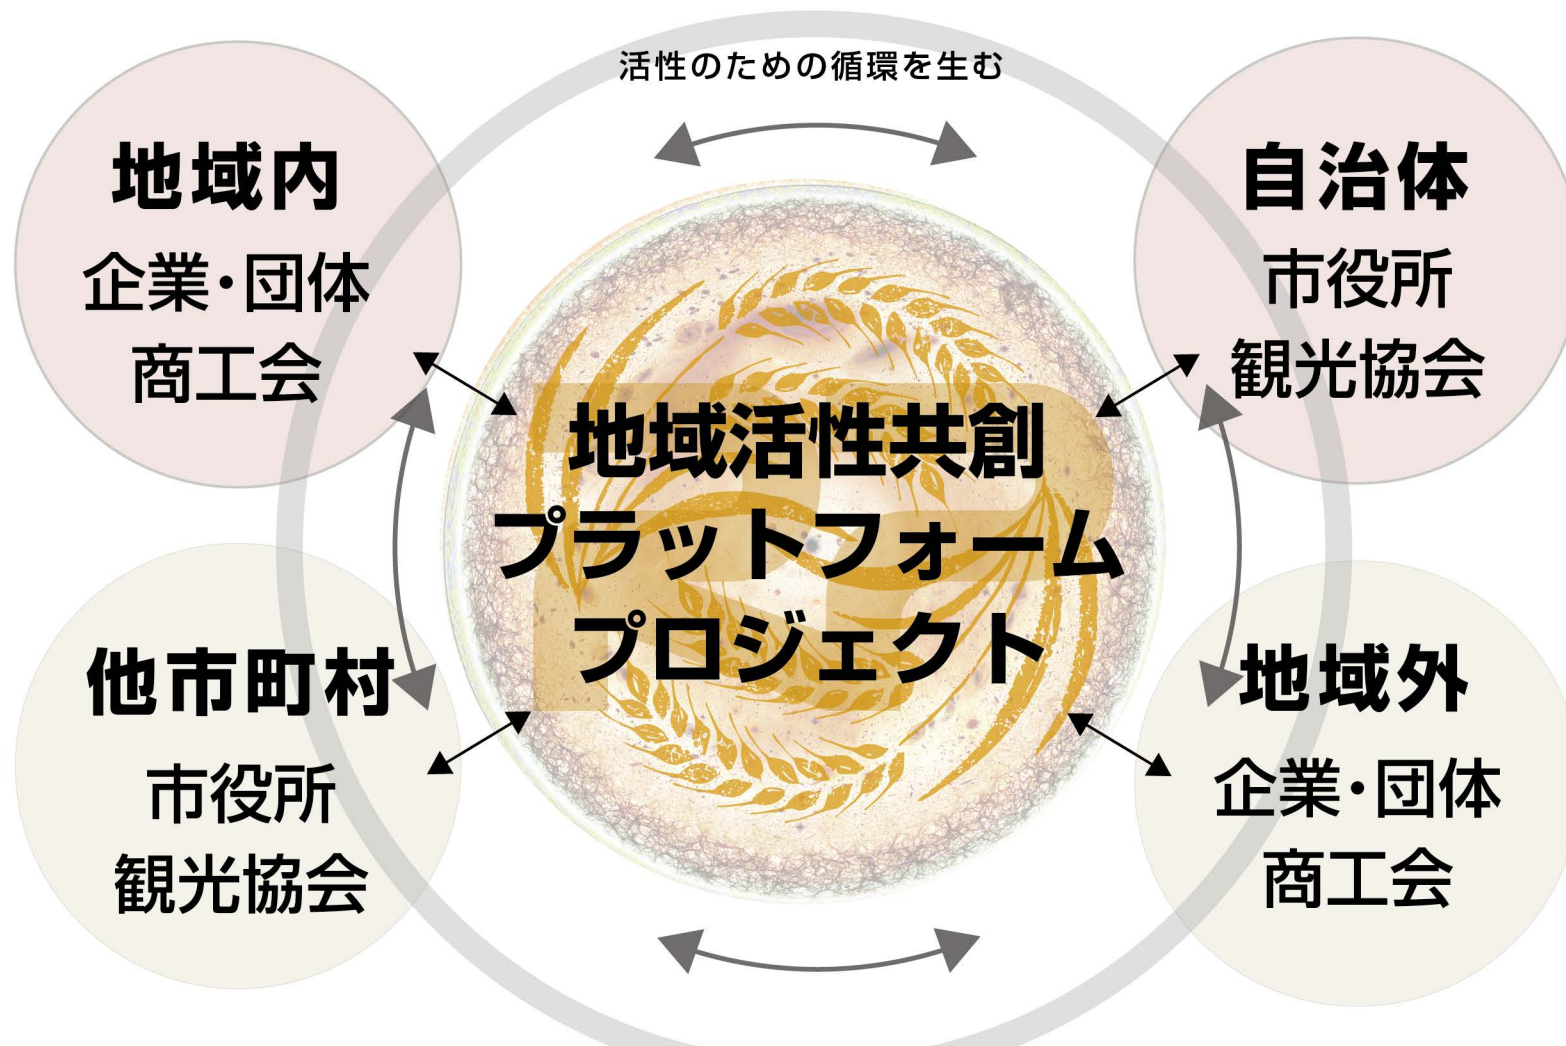 活性のための循環を生む
地域内
企業・団体
商工会
自治体
市役所
観光協会
地域活性共創
プラットフォーム
プロジェクト
他市町村
市役所
観光協会
地域外
企業・団体
商工会